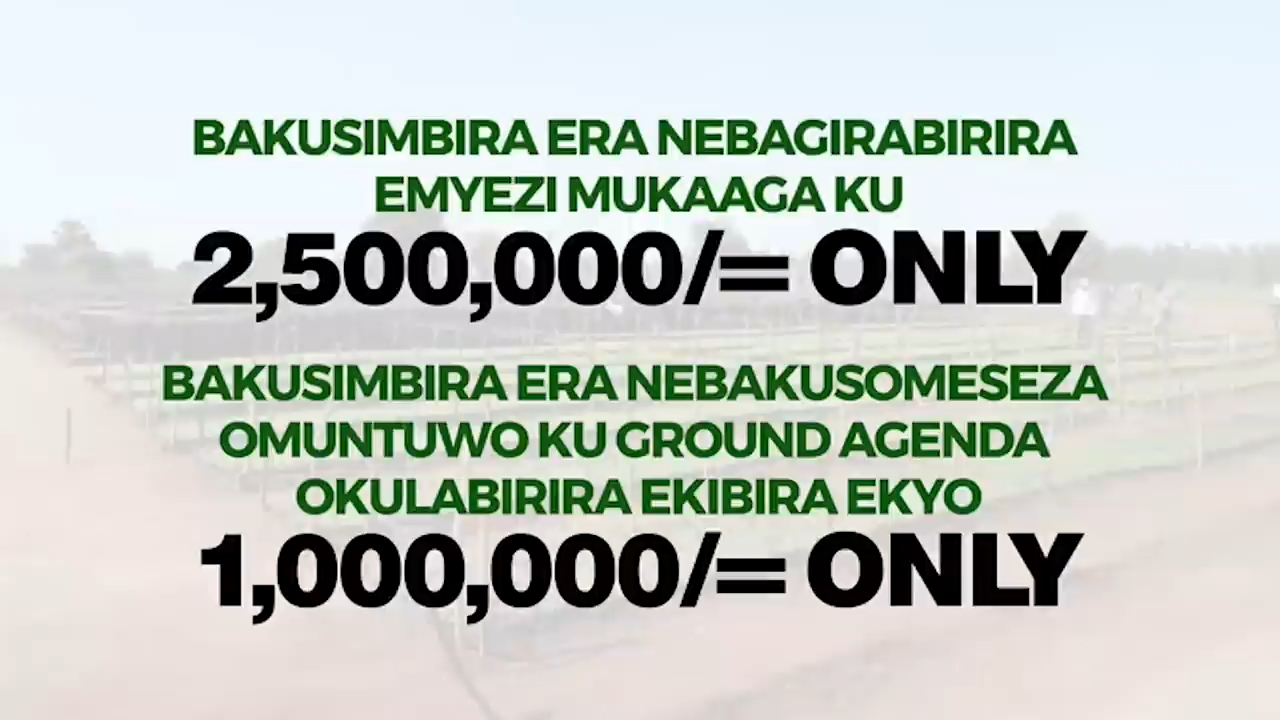 BAKUSIMBIRA ERA NEBAGIRABIRIRA
EMYEZI MUKAAGA KU
2,500,000/= ONLY
BAKUSIMBIRA ERA NEBAKUSOMESEZA
OMUNTUWO KU GROUND AGENDA
OKULABIRIRA EKIBIRA EKYO
1,000,000/= ONLY